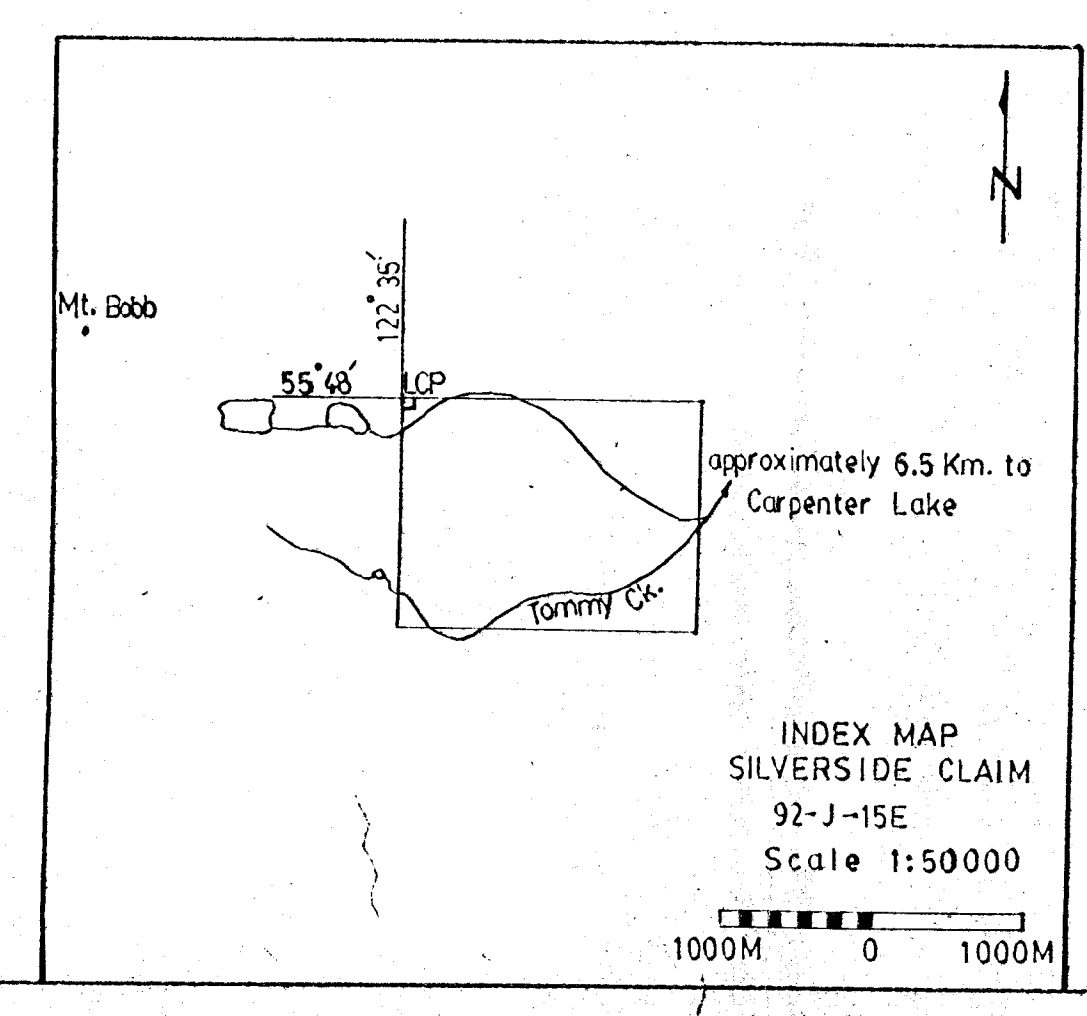 N
122° 35′
Mt. Bobb
55° 48′
LCP
approximately 6.5 Km. to
Carpenter Lake
Tommy Ck.
INDEX MAP
SILVERSIDE CLAIM
92-J-15E
Scale 1:50000
1000M 0 1000M